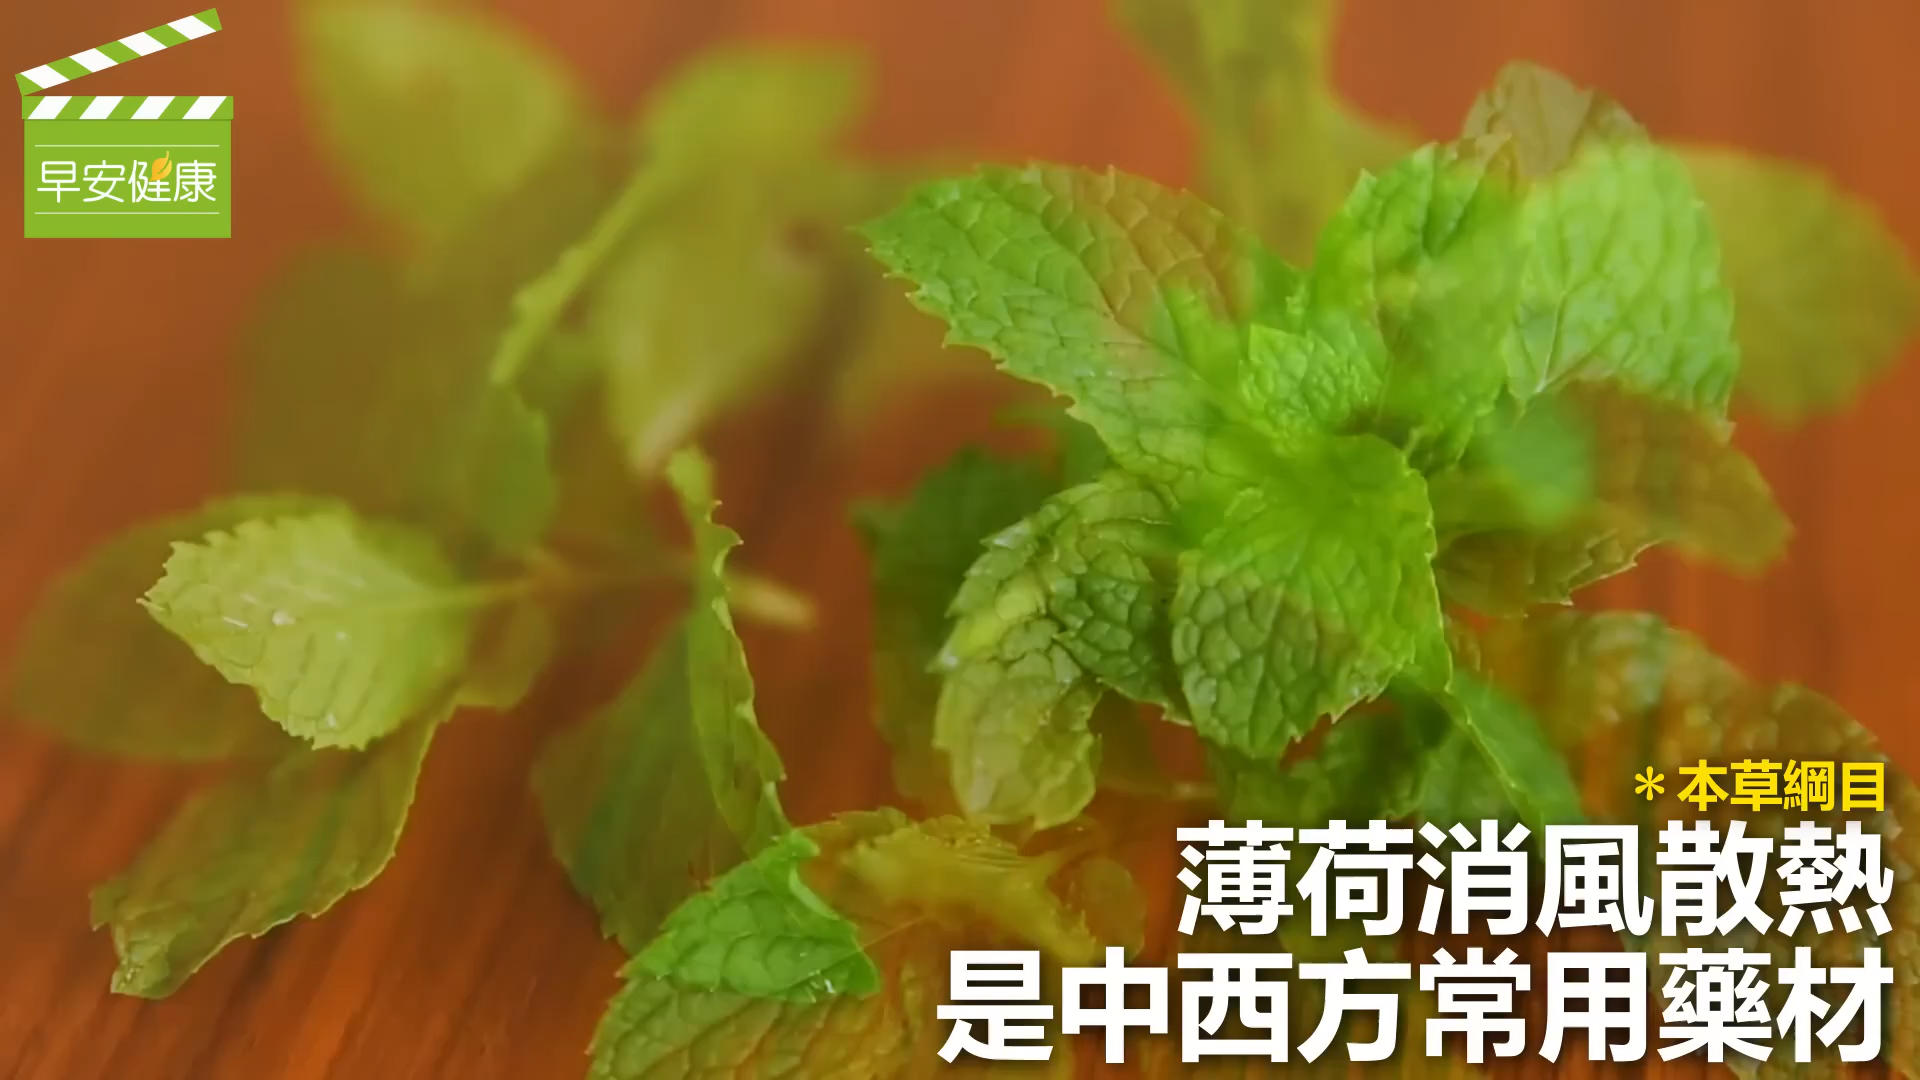 早安健康
＊本草綱目
薄荷消風散熱
是中西方常用藥材